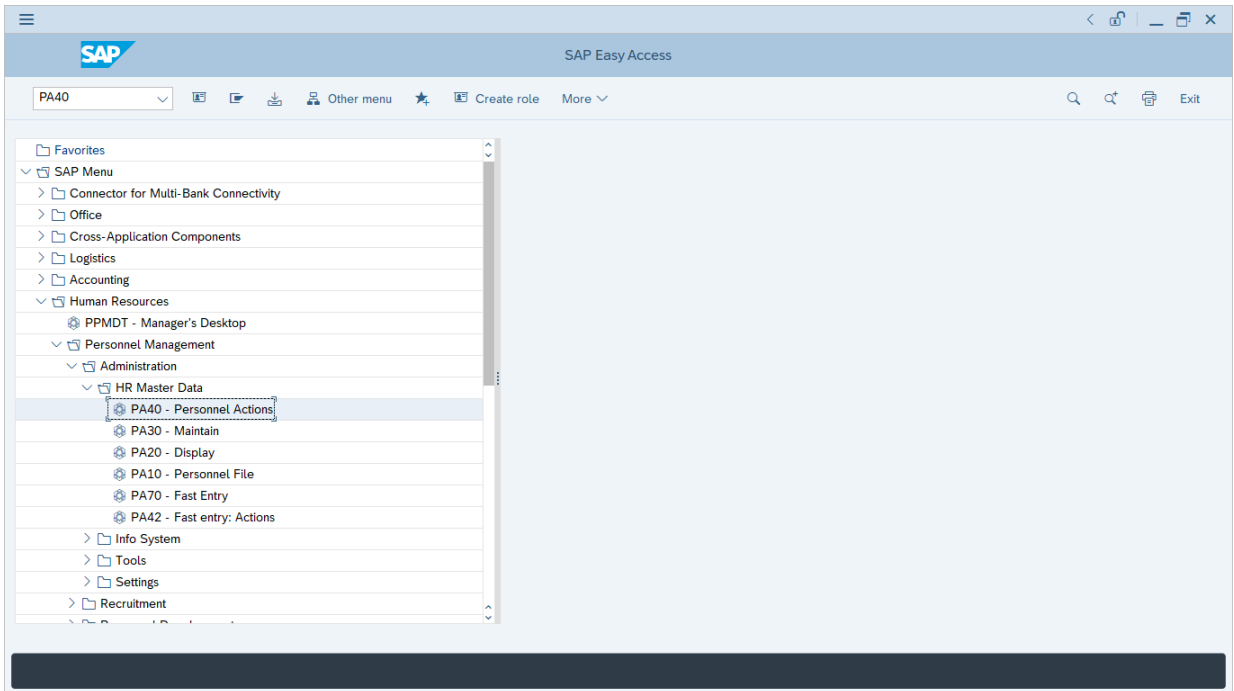 SAP
SAP Easy Access
PA40
Other menu
Create role
More
Exit
Favorites
SAP Menu
Connector for Multi-Bank Connectivity
Office
Cross-Application Components
Logistics
Accounting
Human Resources
PPMDT - Manager's Desktop
Personnel Management
Administration
HR Master Data
PA40 - Personnel Actions
PA30 - Maintain
PA20 - Display
PA10 - Personnel File
PA70 - Fast Entry
PA42 - Fast entry: Actions
Info System
Tools
Settings
Recruitment